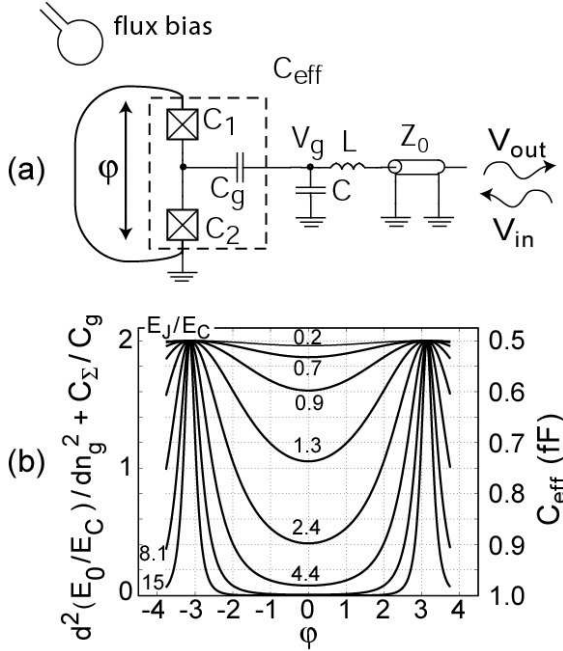 flux bias
C_eff
C_1
V_g
L
Z_0
V_out
(a)
φ
C_g
C
V_in
C_2
E_J/E_C
2
0.2
0.5
0.7
0.9
0.6
1.3
0.7
(b)
d^2(E_0/E_C)/dn_g^2 + C_Σ/C_g
1
0.8
C_eff (fF)
2.4
8.1
0.9
15
4.4
0
1.0
-4 -3 -2 -1 0 1 2 3 4
φ